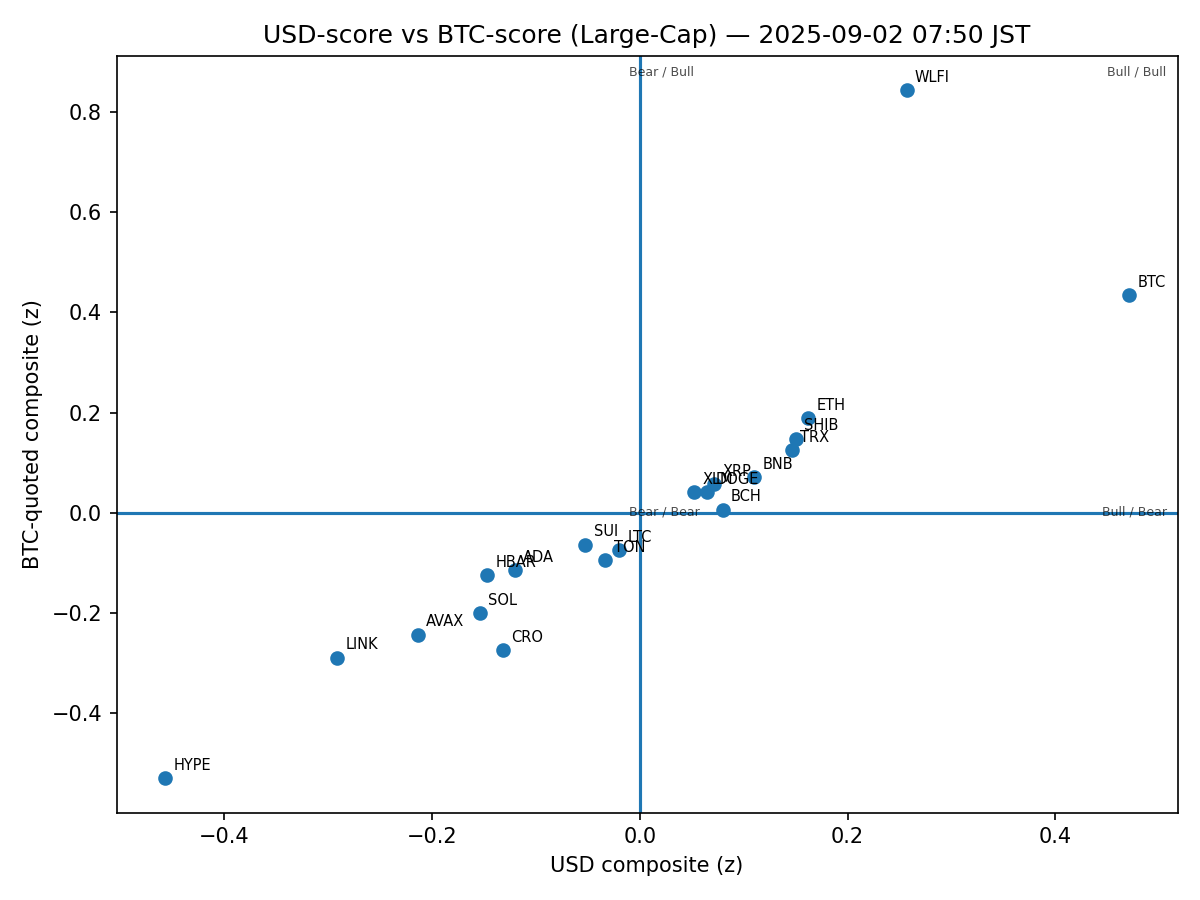 USD-score vs BTC-score (Large-Cap) — 2025-09-02 07:50 JST
Bear / Bull
Bull / Bull
WLFI
0.8
0.6
BTC
0.4
ETH
0.2
SHIB
TRX
BNB
XRP
DOGE
BCH
0.0
Bear / Bear
Bull / Bear
SUI
LTC
TON
ADA
HBAR
−0.2
SOL
AVAX
CRO
LINK
−0.4
HYPE
−0.4
−0.2
0.0
0.2
0.4
USD composite (z)
BTC-quoted composite (z)